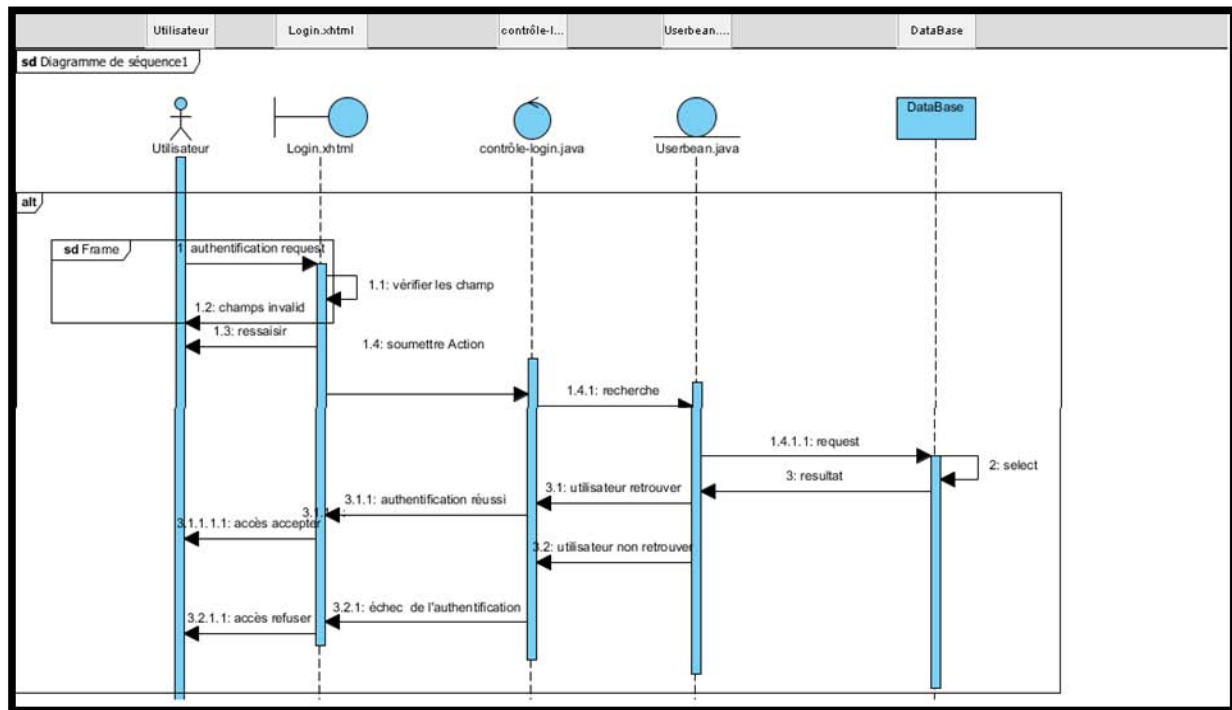 Utilisateur
Login.xhtml
contrôle-l...
Userbean....
DataBase
sd Diagramme de séquence1
Utilisateur
Login.xhtml
contrôle-login.java
Userbean.java
DataBase
alt
sd Frame
1: authentification request
1.1: vérifier les champ
1.2: champs invalid
1.3: ressaisir
1.4: soumettre Action
1.4.1: recherche
1.4.1.1: request
2: select
3: resultat
3.1: utilisateur retrouver
3.1.1: authentification réussi
3.1.1.1.1: accès accepter
3.2: utilisateur non retrouver
3.2.1: échec de l'authentification
3.2.1.1: accès refuser